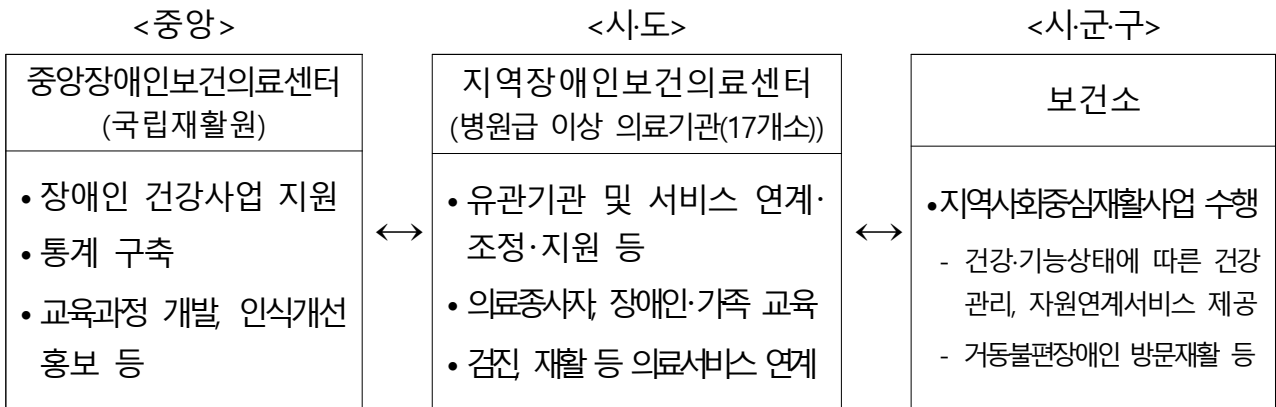 <중앙>
중앙장애인보건의료센터
(국립재활원)
• 장애인 건강사업 지원
• 통계 구축
• 교육과정 개발, 인식개선
홍보 등
↔
<시·도>
지역장애인보건의료센터
(병원급 이상 의료기관(17개소))
• 유관기관 및 서비스 연계·
조정·지원 등
• 의료종사자, 장애인·가족 교육
• 검진, 재활 등 의료서비스 연계
↔
<시·군·구>
보건소
•지역사회중심재활사업 수행
- 건강·기능상태에 따른 건강
관리, 자원연계서비스 제공
- 거동불편장애인 방문재활 등